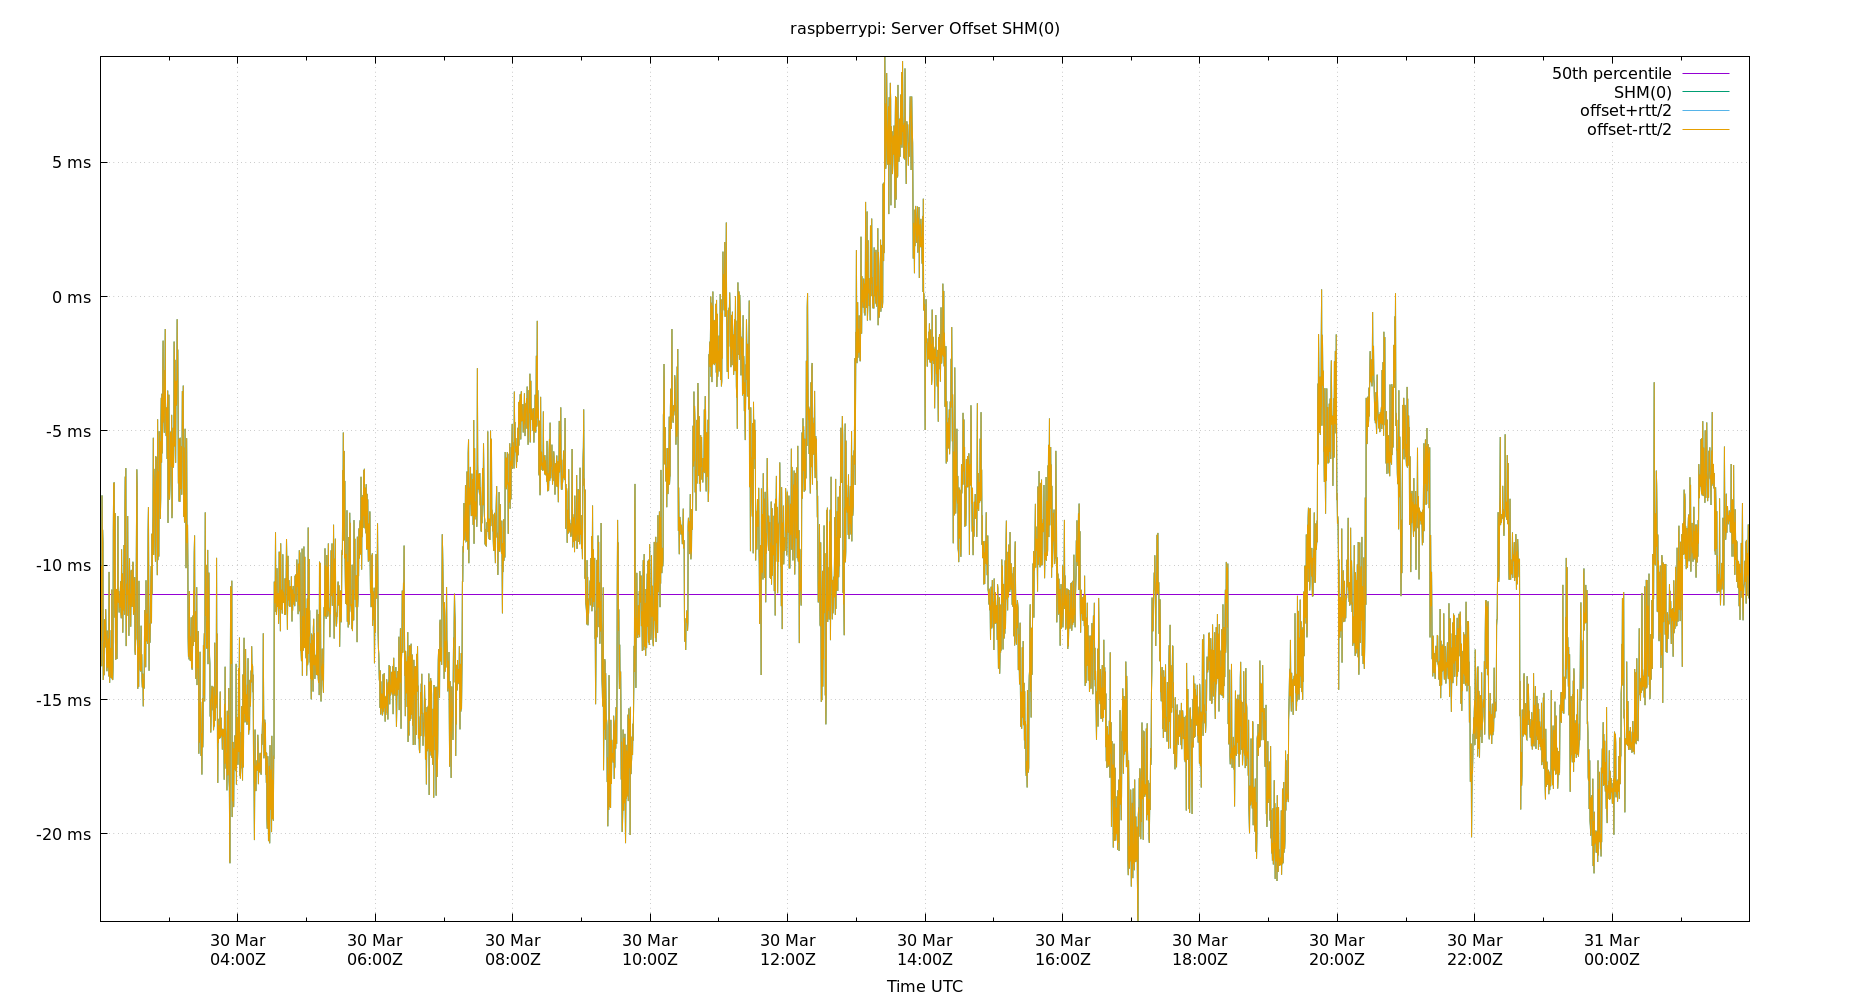 raspberrypi: Server Offset SHM(0)
50th percentile
SHM(0)
offset+rtt/2
offset-rtt/2
5 ms
0 ms
-5 ms
-10 ms
-15 ms
-20 ms
30 Mar 30 Mar 30 Mar 30 Mar 30 Mar 30 Mar 30 Mar 30 Mar 30 Mar 30 Mar 31 Mar
04:00Z 06:00Z 08:00Z 10:00Z 12:00Z 14:00Z 16:00Z 18:00Z 20:00Z 22:00Z 00:00Z
Time UTC